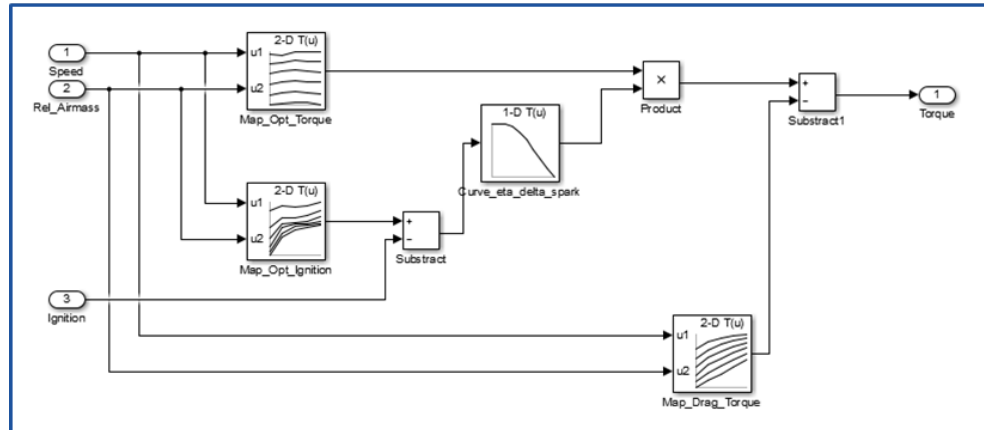 2-D T(u)
1
u1
Speed
2
u2
Rel_Airmass
Map_Opt_Torque
×
Product
+
−
Substract1
1
Torque
1-D T(u)
Curve_eta_delta_spark
2-D T(u)
u1
u2
Map_Opt_Ignition
+
−
Substract
3
Ignition
2-D T(u)
u1
u2
Map_Drag_Torque